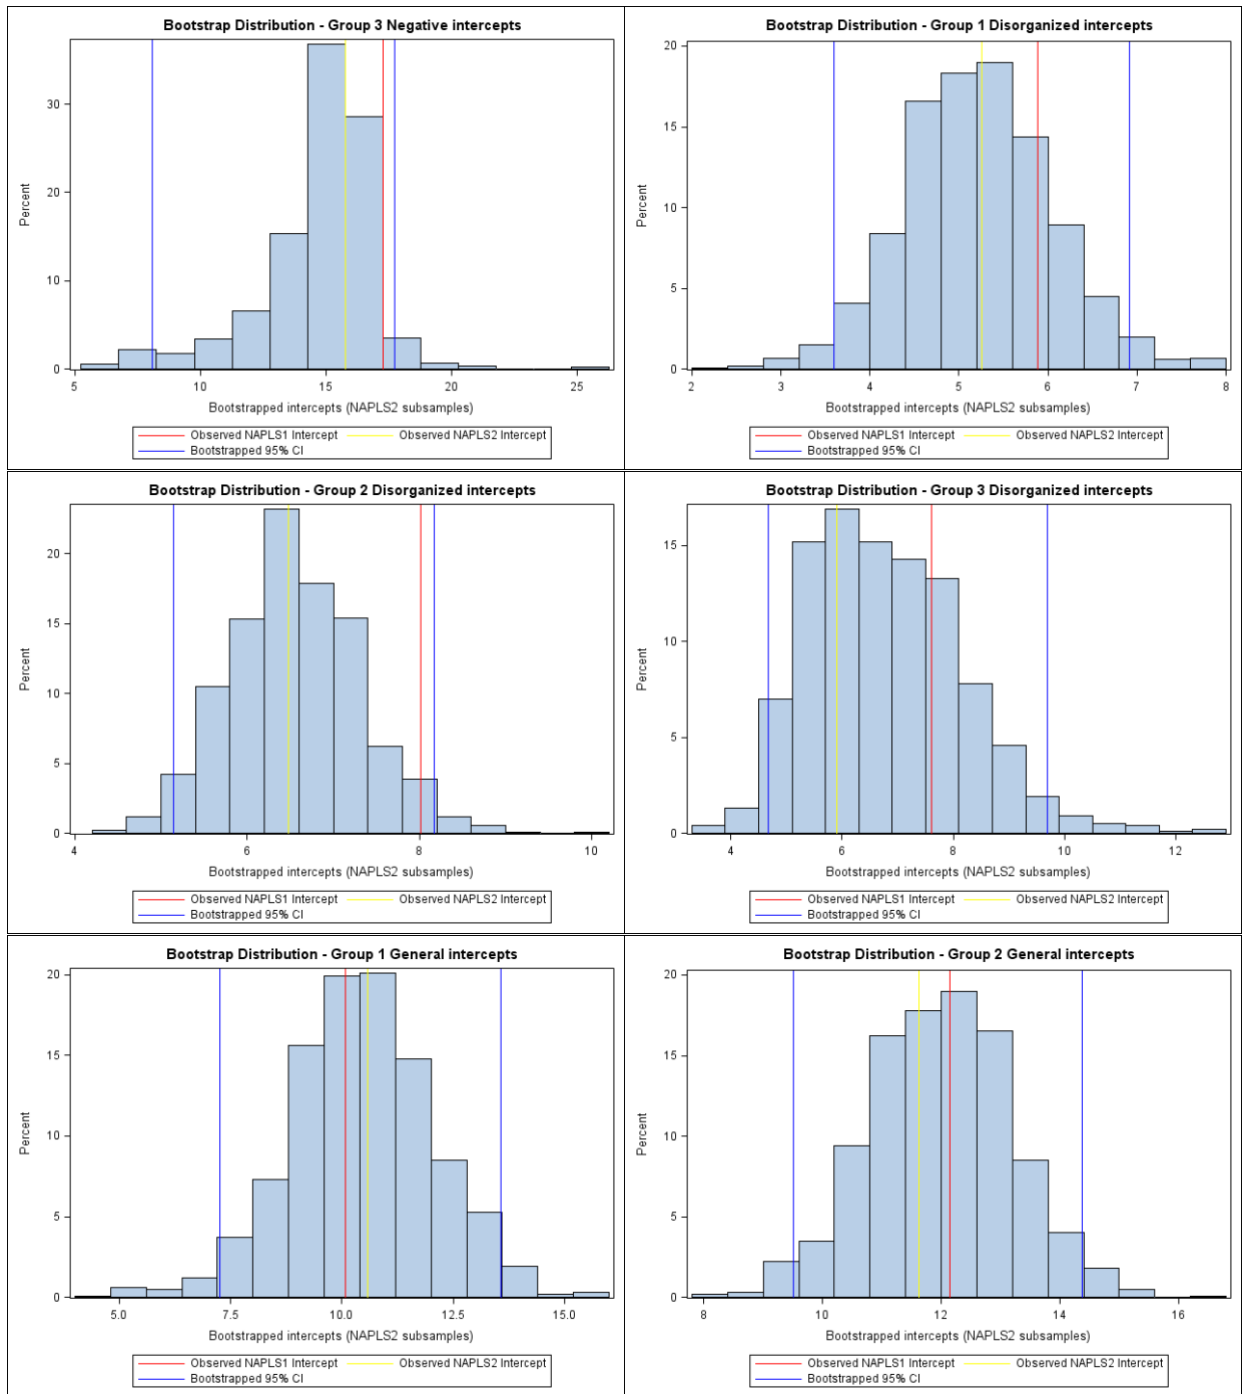 Bootstrap Distribution - Group 3 Negative intercepts
Percent
30
20
10
0
5 10 15 20 25
Bootstrapped intercepts (NAPLS2 subsamples)
Observed NAPLS1 Intercept Observed NAPLS2 Intercept
Bootstrapped 95% CI
Bootstrap Distribution - Group 1 Disorganized intercepts
Percent
20
15
10
5
0
2 3 4 5 6 7 8
Bootstrapped intercepts (NAPLS2 subsamples)
Observed NAPLS1 Intercept Observed NAPLS2 Intercept
Bootstrapped 95% CI
Bootstrap Distribution - Group 2 Disorganized intercepts
Percent
20
15
10
5
0
4 6 8 10
Bootstrapped intercepts (NAPLS2 subsamples)
Observed NAPLS1 Intercept Observed NAPLS2 Intercept
Bootstrapped 95% CI
Bootstrap Distribution - Group 3 Disorganized intercepts
Percent
15
10
5
0
4 6 8 10 12
Bootstrapped intercepts (NAPLS2 subsamples)
Observed NAPLS1 Intercept Observed NAPLS2 Intercept
Bootstrapped 95% CI
Bootstrap Distribution - Group 1 General intercepts
Percent
20
15
10
5
0
5.0 7.5 10.0 12.5 15.0
Bootstrapped intercepts (NAPLS2 subsamples)
Observed NAPLS1 Intercept Observed NAPLS2 Intercept
Bootstrapped 95% CI
Bootstrap Distribution - Group 2 General intercepts
Percent
20
15
10
5
0
8 10 12 14 16
Bootstrapped intercepts (NAPLS2 subsamples)
Observed NAPLS1 Intercept Observed NAPLS2 Intercept
Bootstrapped 95% CI